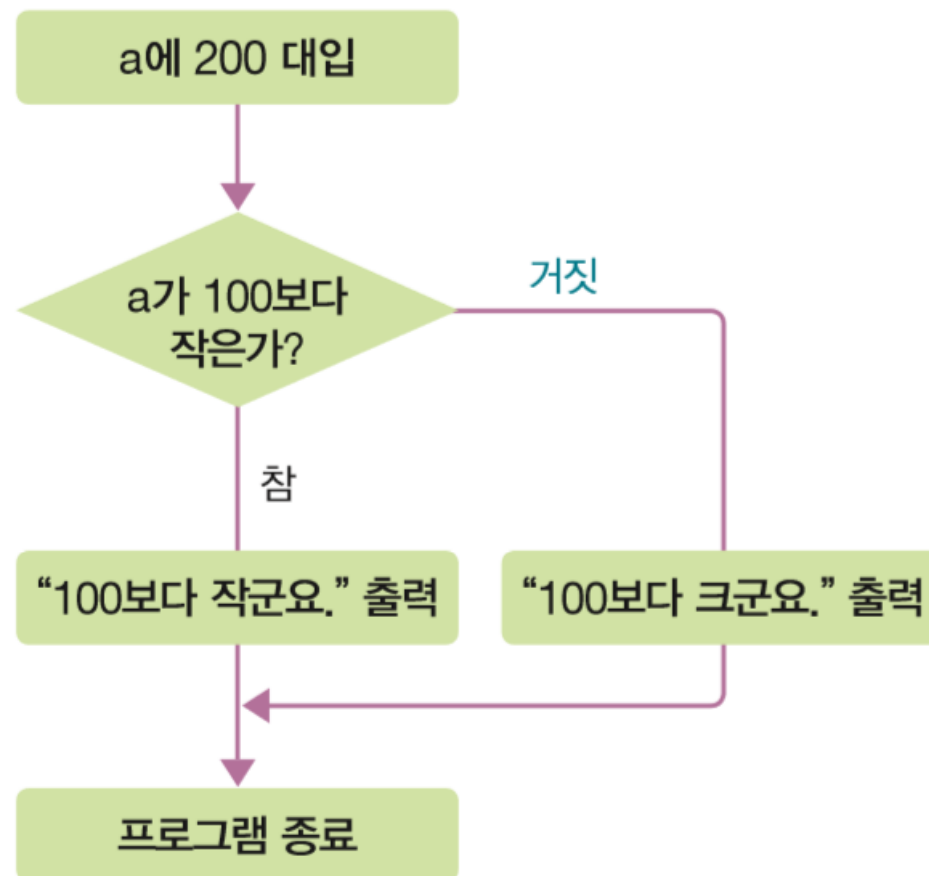 a에 200 대입
a가 100보다
작은가?
거짓
참
“100보다 작군요.” 출력
“100보다 크군요.” 출력
프로그램 종료